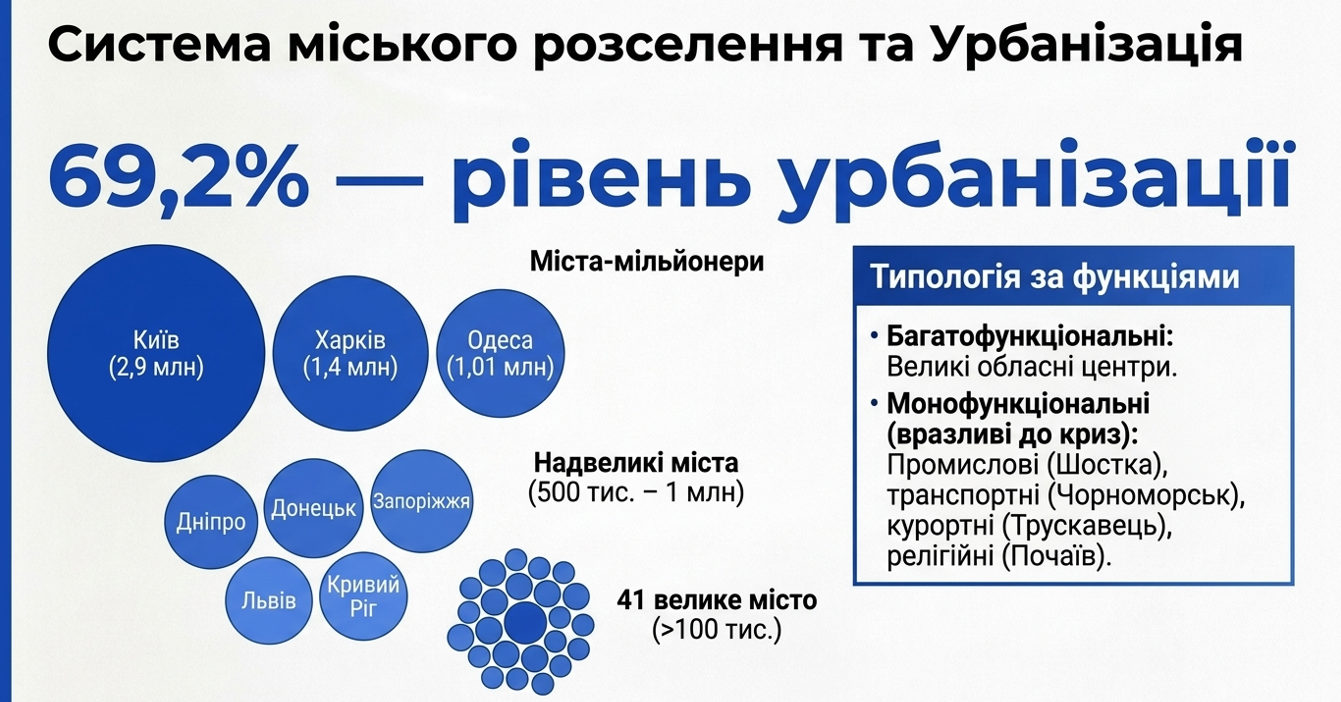 Система міського розселення та Урбанізація
69,2% — рівень урбанізації
Міста-мільйонери
Київ
(2,9 млн)
Харків
(1,4 млн)
Одеса
(1,01 млн)
Надвеликі міста
(500 тис. – 1 млн)
Дніпро
Донецьк
Запоріжжя
Львів
Кривий
Ріг
41 велике місто
(>100 тис.)
Типологія за функціями
• Багатофункціональні:
Великі обласні центри.
• Монофункціональні
(вразливі до криз):
Промислові (Шостка),
транспортні (Чорноморськ),
курортні (Трускавець),
релігійні (Почаїв).